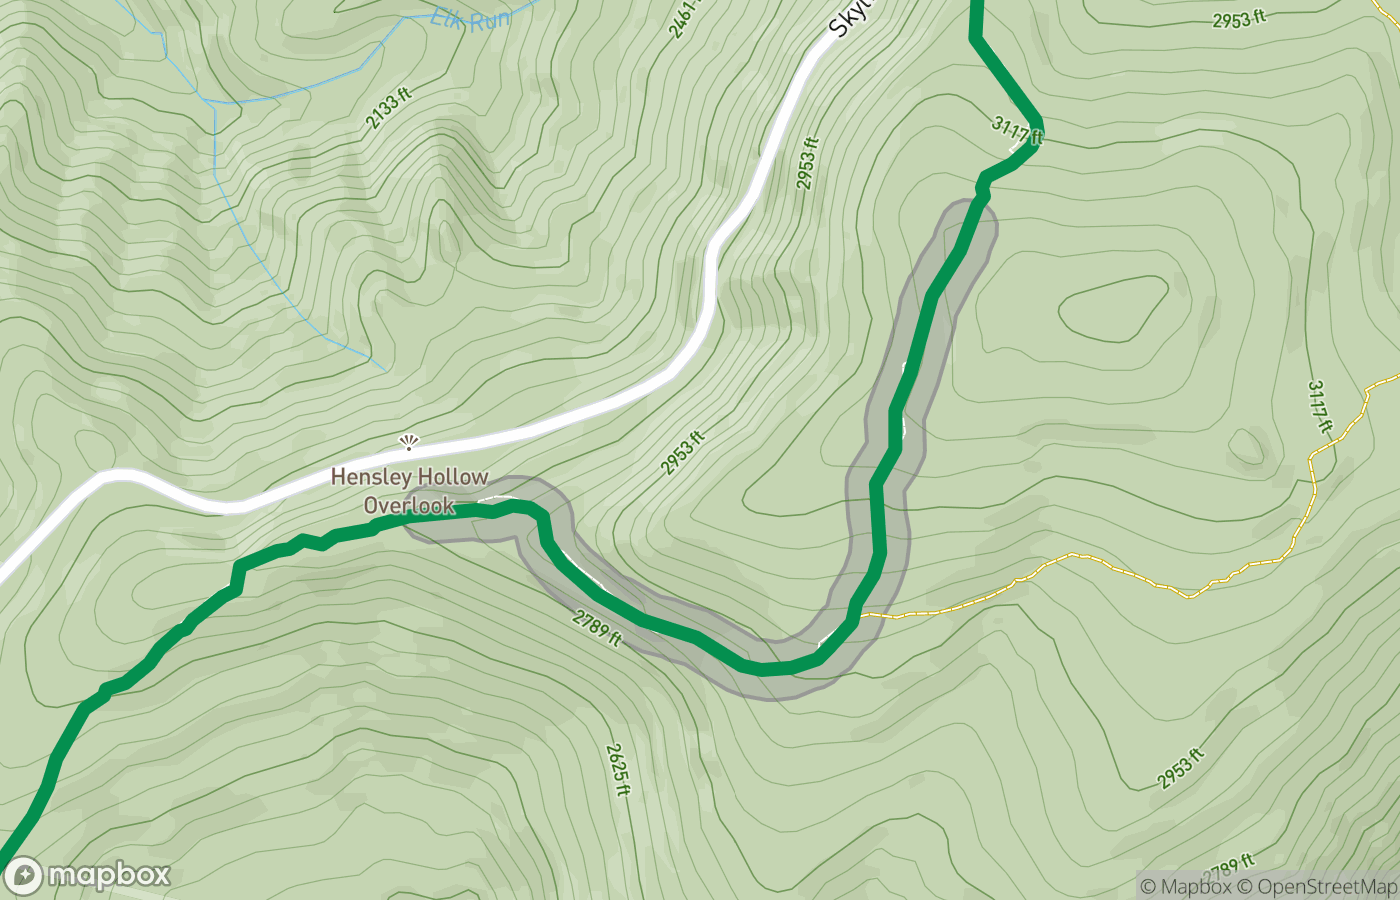 Elk Run
2461
Skyl
2953 ft
2133 ft
3117 ft
2953 ft
3117 ft
2953 ft
Hensley Hollow
Overlook
2789 ft
2625 ft
2953 ft
2789 ft
mapbox
© Mapbox © OpenStreetMap